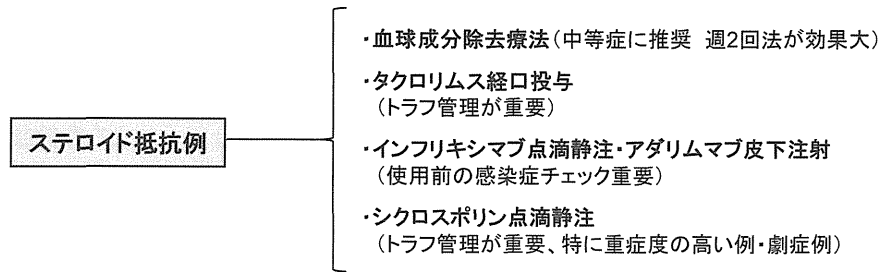 ステロイド抵抗例
・血球成分除去療法（中等症に推奨 週2回法が効果大）
・タクロリムス経口投与
（トラフ管理が重要）
・インフリキシマブ点滴静注・アダリムマブ皮下注射
（使用前の感染症チェック重要）
・シクロスポリン点滴静注
（トラフ管理が重要、特に重症度の高い例・劇症例）